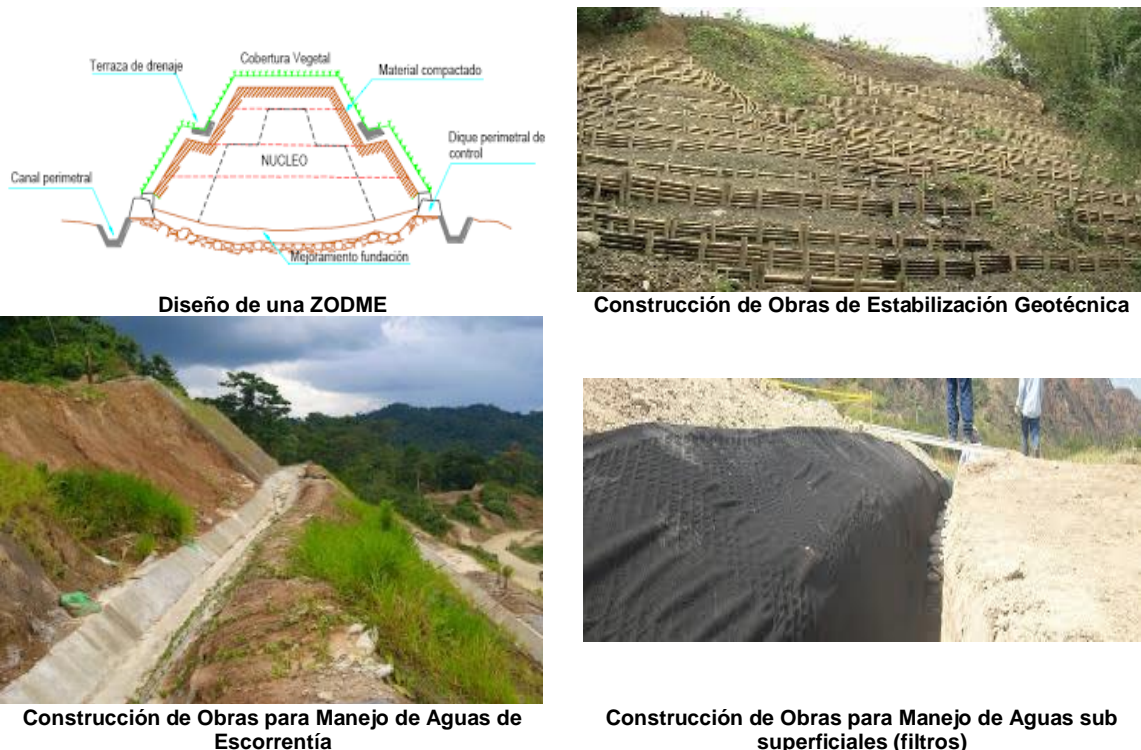 Cobertura Vegetal
Terraza de drenaje
Material compactado
Dique perimetral de
control
NUCLEO
Canal perimetral
Mejoramiento fundación
Diseño de una ZODME
Construcción de Obras de Estabilización Geotécnica
Construcción de Obras para Manejo de Aguas de
Escorrentía
Construcción de Obras para Manejo de Aguas sub
superficiales (filtros)